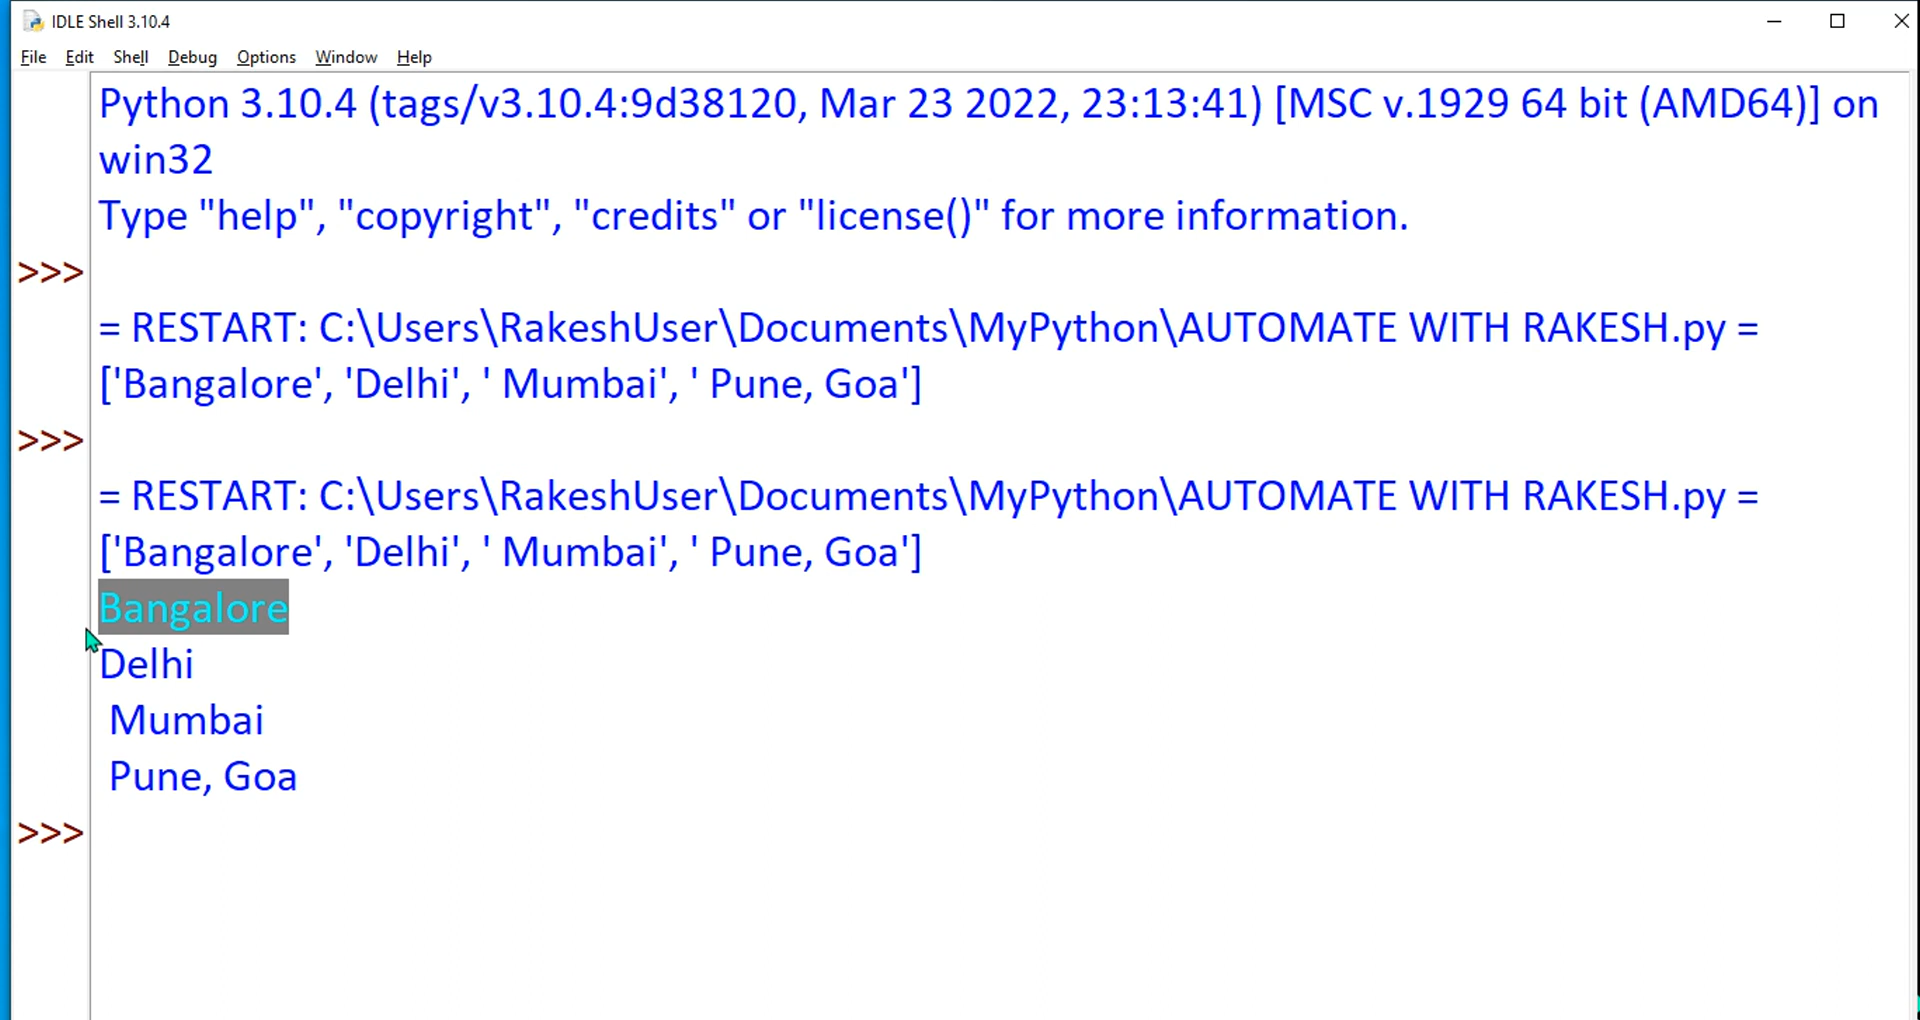 IDLE Shell 3.10.4
File Edit Shell Debug Options Window Help
Python 3.10.4 (tags/v3.10.4:9d38120, Mar 23 2022, 23:13:41) [MSC v.1929 64 bit (AMD64)] on
win32
Type "help", "copyright", "credits" or "license()" for more information.
>>>
= RESTART: C:\Users\RakeshUser\Documents\MyPython\AUTOMATE WITH RAKESH.py =
['Bangalore', 'Delhi', ' Mumbai', ' Pune, Goa']
>>>
= RESTART: C:\Users\RakeshUser\Documents\MyPython\AUTOMATE WITH RAKESH.py =
['Bangalore', 'Delhi', ' Mumbai', ' Pune, Goa']
Bangalore
Delhi
 Mumbai
 Pune, Goa
>>>